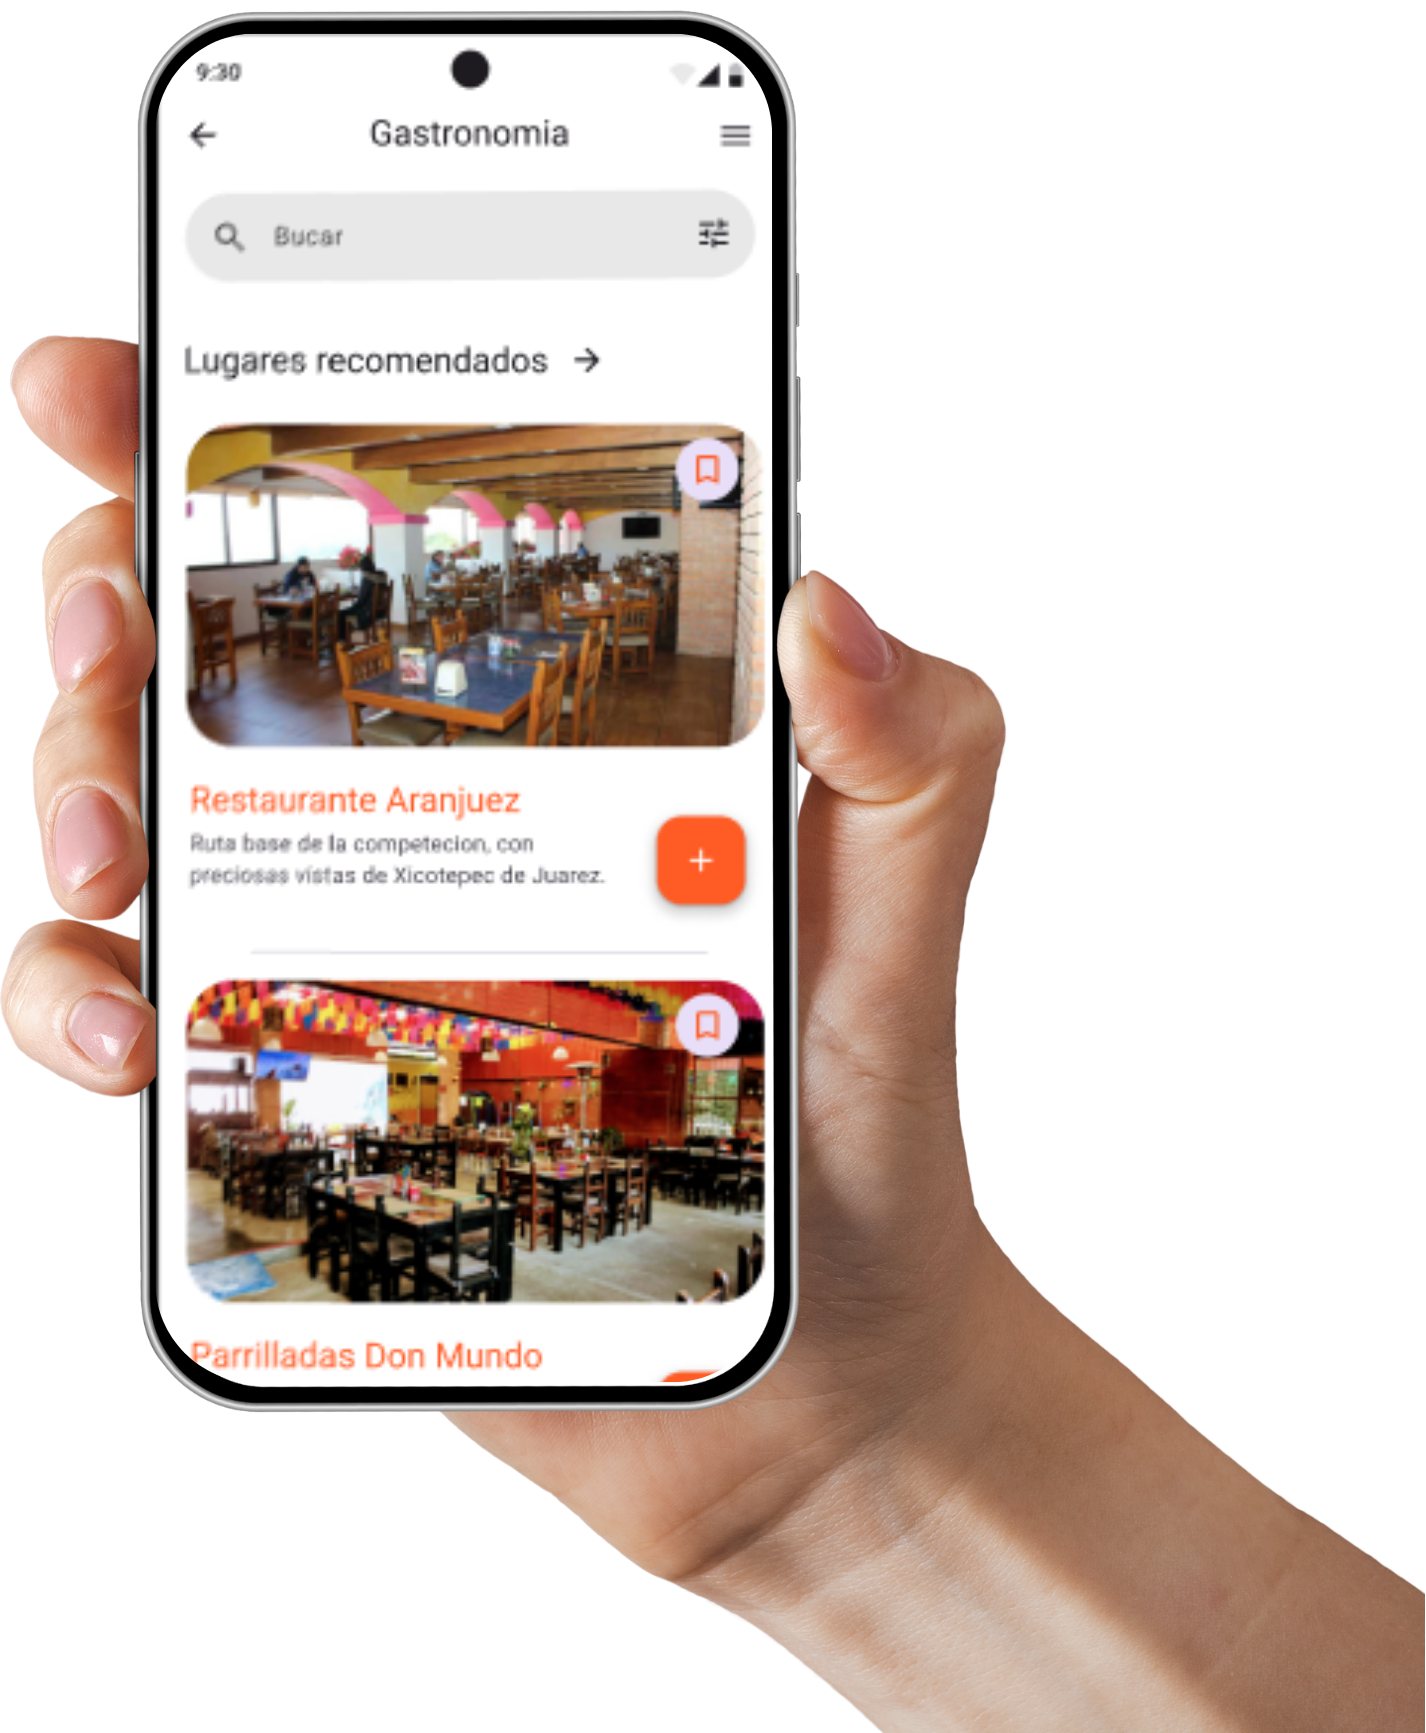 9:30
Gastronomia
Bucar
Lugares recomendados
Restaurante Aranjuez
Ruta base de la competecion, con
preciosas vistas de Xicotepec de Juarez.
Parrilladas Don Mundo